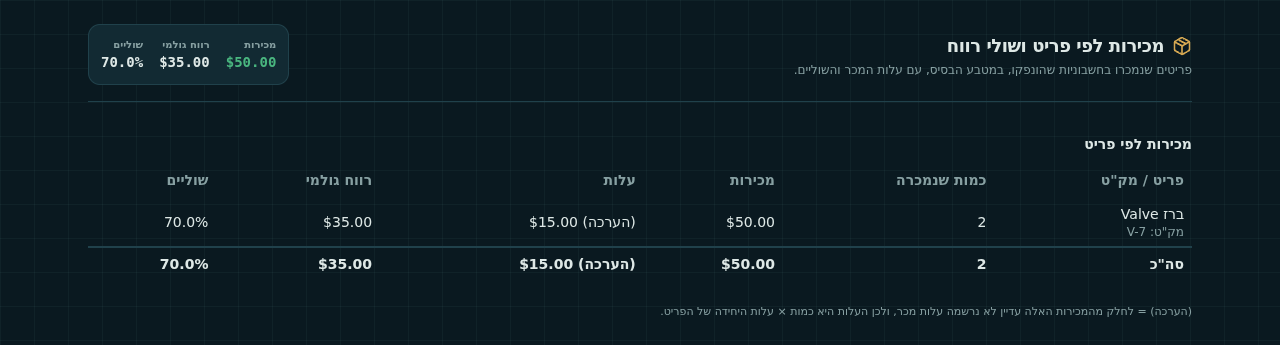 מכירות לפי פריט ושולי רווח
פריטים שנמכרו בחשבוניות שהונפקו, במטבע הבסיס, עם עלות המכר והשוליים.
מכירות רווח גולמי שוליים
$50.00 $35.00 70.0%
מכירות לפי פריט
פריט / מק"ט כמות שנמכרה מכירות עלות רווח גולמי שוליים
ברז Valve 2 $50.00 $15.00 (הערכה) $35.00 70.0%
מק"ט: V-7
סה"כ 2 $50.00 $15.00 (הערכה) $35.00 70.0%
(הערכה) = לחלק מהמכירות האלה עדיין לא נרשמה עלות מכר, ולכן העלות היא כמות × עלות היחידה של הפריט.